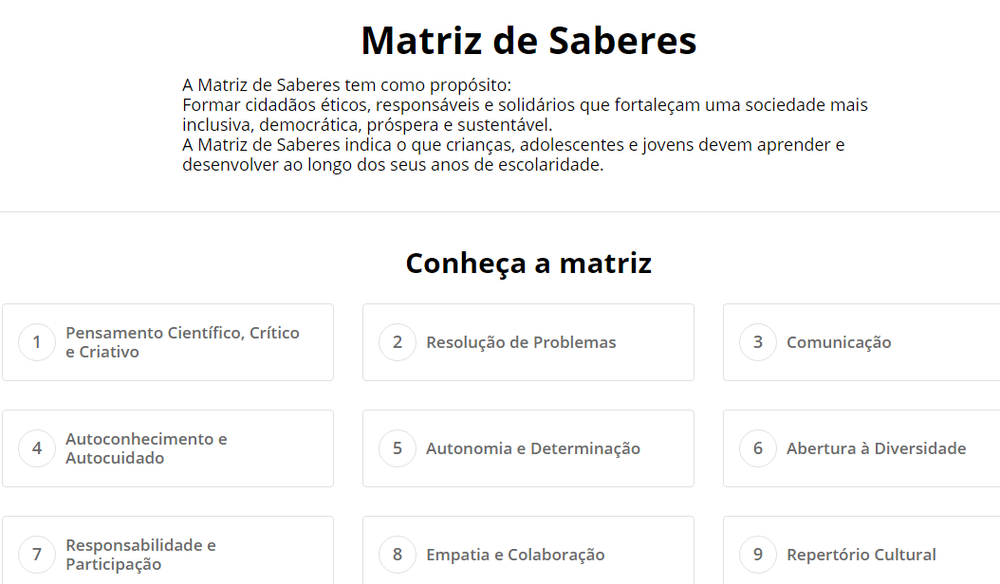 Matriz de Saberes
A Matriz de Saberes tem como propósito:
Formar cidadãos éticos, responsáveis e solidários que fortaleçam uma sociedade mais
inclusiva, democrática, próspera e sustentável.
A Matriz de Saberes indica o que crianças, adolescentes e jovens devem aprender e
desenvolver ao longo dos seus anos de escolaridade.
Conheça a matriz
1
Pensamento Científico, Crítico
e Criativo
2
Resolução de Problemas
3
Comunicação
4
Autoconhecimento e
Autocuidado
5
Autonomia e Determinação
6
Abertura à Diversidade
7
Responsabilidade e
Participação
8
Empatia e Colaboração
9
Repertório Cultural